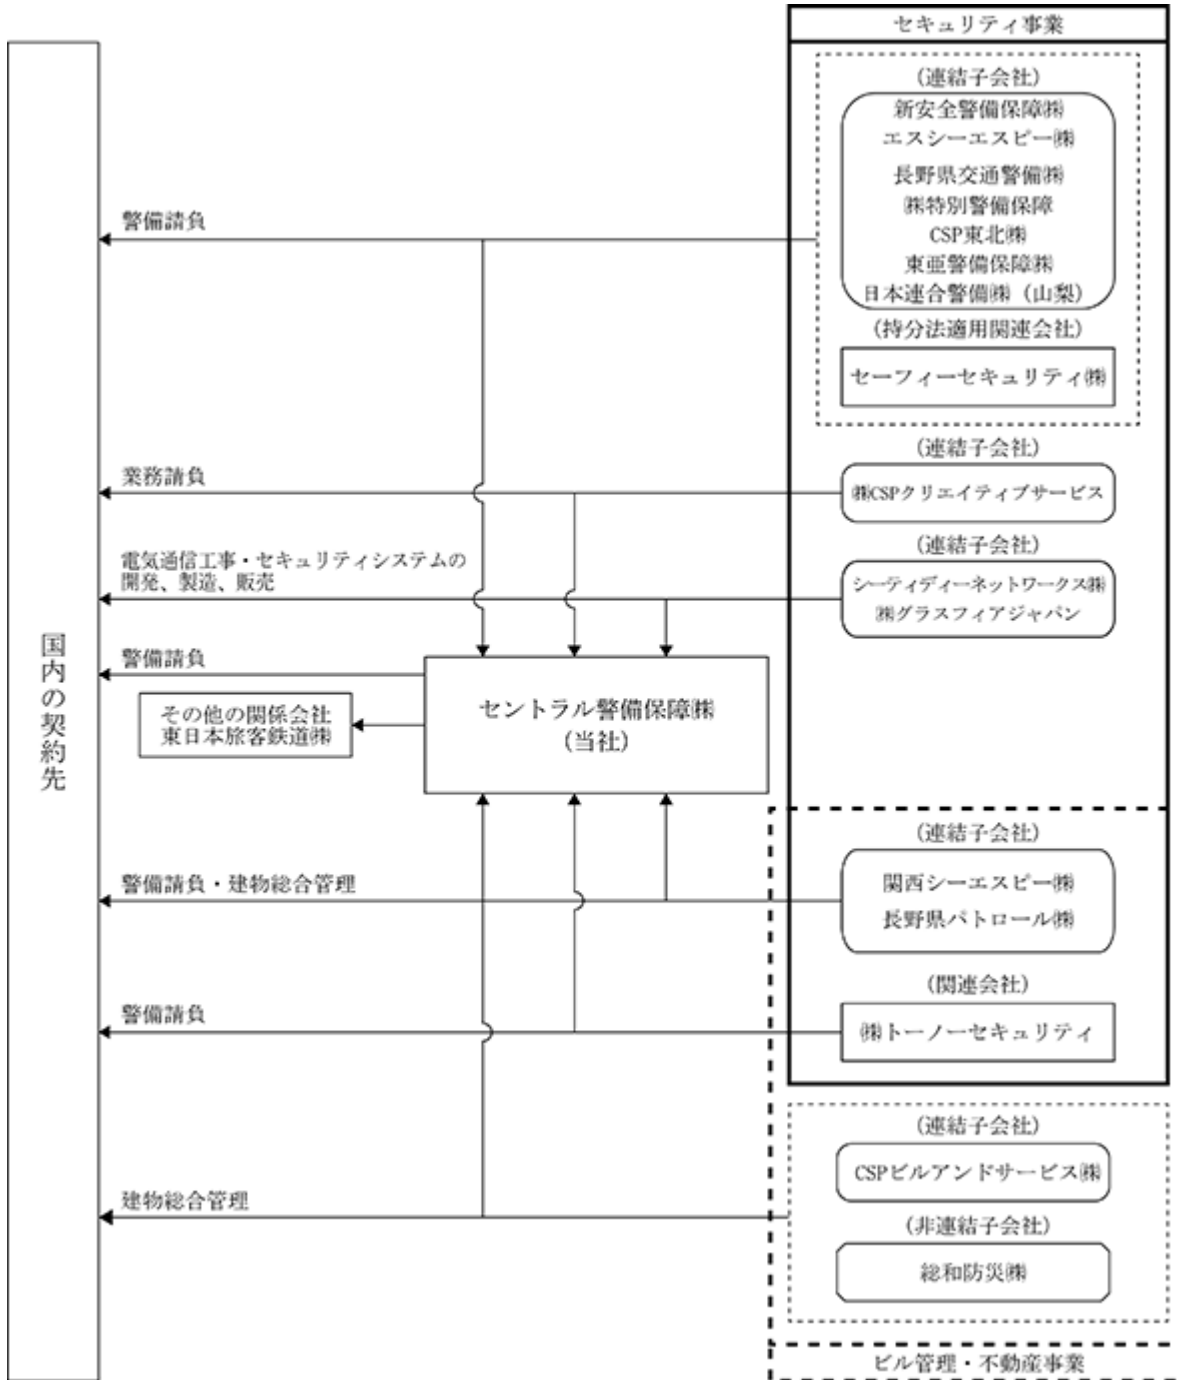 セキュリティ事業
(連結子会社)
新安全警備保障㈱
エスシーエスピー㈱
長野県交通警備㈱
㈱特別警備保障
CSP東北㈱
東亜警備保障㈱
日本連合警備㈱（山梨）
(持分法適用関連会社)
セーフィーセキュリティ㈱
警備請負
(連結子会社)
㈱CSPクリエイティブサービス
業務請負
(連結子会社)
シーティディーネットワークス㈱
㈱グラスフィアジャパン
電気通信工事・セキュリティシステムの
開発、製造、販売
国内の契約先
警備請負
セントラル警備保障㈱
(当社)
その他の関係会社
東日本旅客鉄道㈱
(連結子会社)
関西シーエスピー㈱
長野県パトロール㈱
警備請負・建物総合管理
(関連会社)
㈱トーノーセキュリティ
警備請負
(連結子会社)
CSPビルアンドサービス㈱
(非連結子会社)
総和防災㈱
建物総合管理
ビル管理・不動産事業